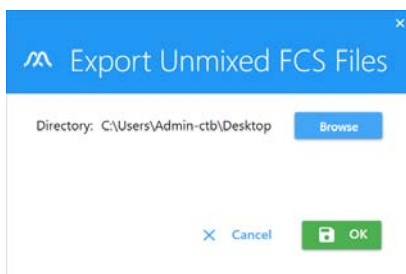 Export Unmixed FCS Files
Directory: C:\Users\Admin-ctb\Desktop Browse
Cancel OK